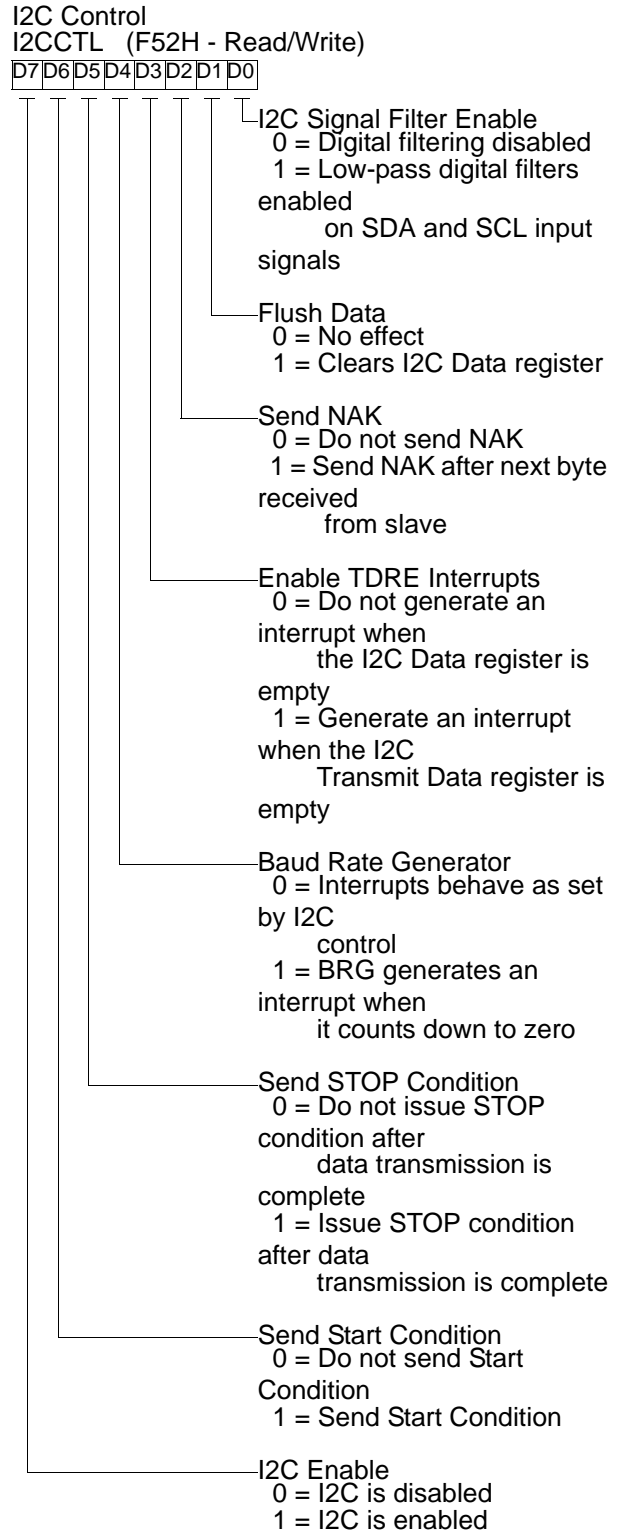 I2C Control
I2CCTL (F52H - Read/Write)
D7 D6 D5 D4 D3 D2 D1 D0
I2C Signal Filter Enable
0 = Digital filtering disabled
1 = Low-pass digital filters
enabled
on SDA and SCL input
signals
Flush Data
0 = No effect
1 = Clears I2C Data register
Send NAK
0 = Do not send NAK
1 = Send NAK after next byte
received
from slave
Enable TDRE Interrupts
0 = Do not generate an
interrupt when
the I2C Data register is
empty
1 = Generate an interrupt
when the I2C
Transmit Data register is
empty
Baud Rate Generator
0 = Interrupts behave as set
by I2C
control
1 = BRG generates an
interrupt when
it counts down to zero
Send STOP Condition
0 = Do not issue STOP
condition after
data transmission is
complete
1 = Issue STOP condition
after data
transmission is complete
Send Start Condition
0 = Do not send Start
Condition
1 = Send Start Condition
I2C Enable
0 = I2C is disabled
1 = I2C is enabled